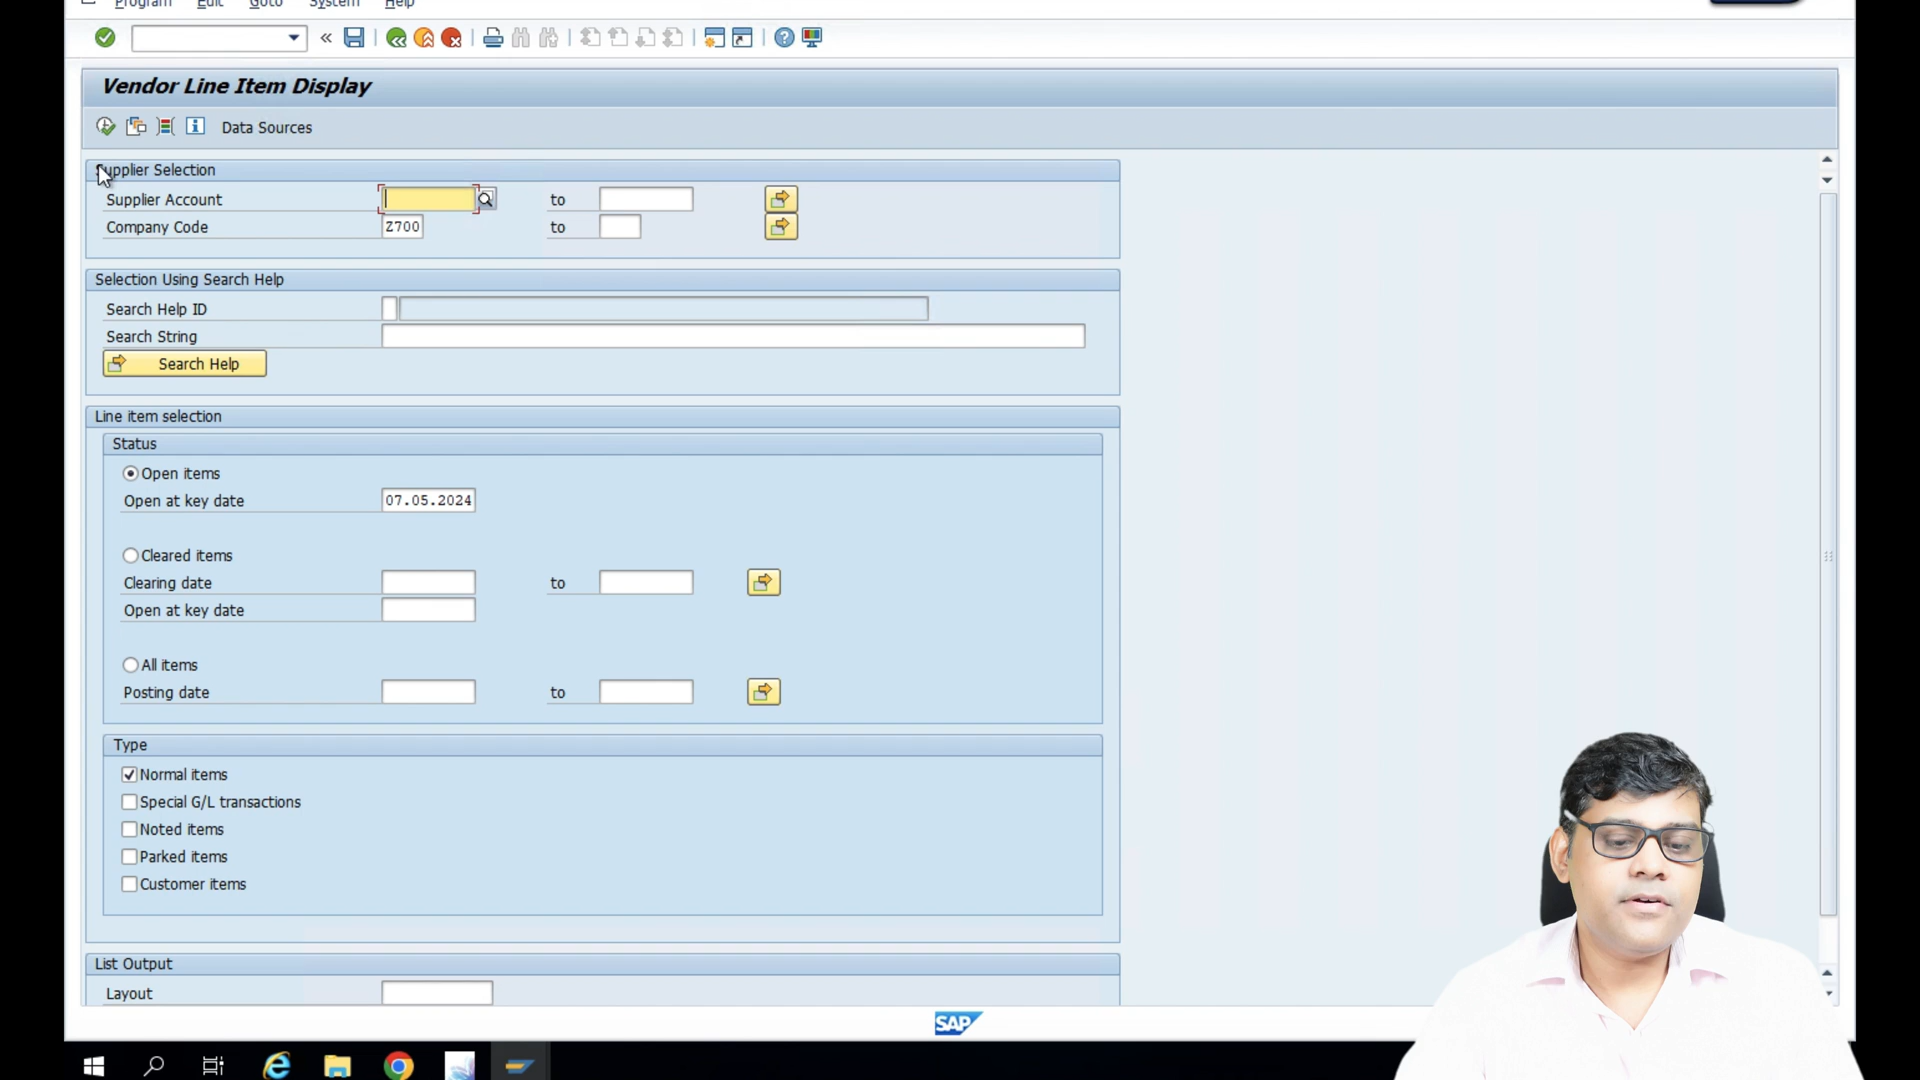 Program Edit Goto System Help
Vendor Line Item Display
Data Sources
Supplier Selection
Supplier Account to
Company Code Z700 to
Selection Using Search Help
Search Help ID
Search String
Search Help
Line item selection
Status
Open items
Open at key date 07.05.2024
Cleared items
Clearing date to
Open at key date
All items
Posting date to
Type
Normal items
Special G/L transactions
Noted items
Parked items
Customer items
List Output
Layout
SAP